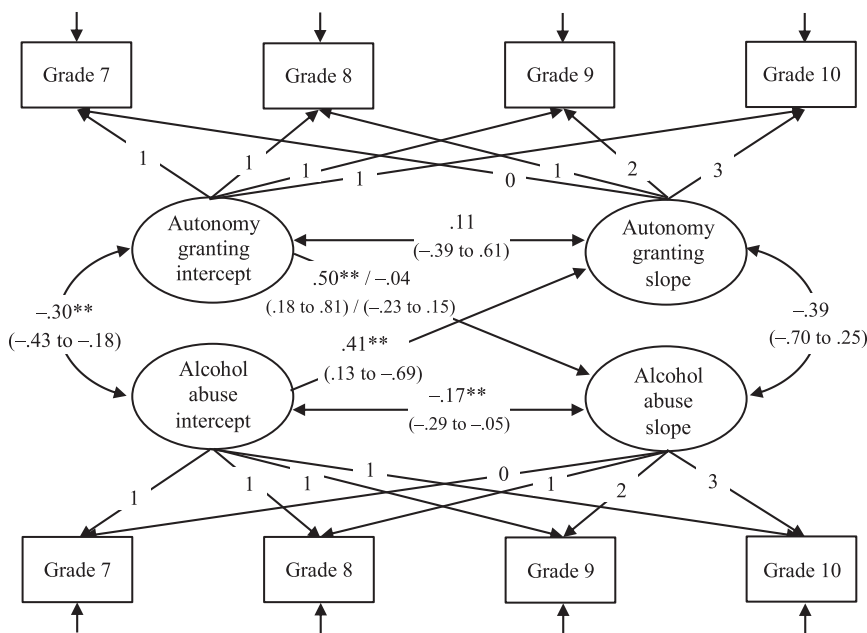 Grade 7
Grade 8
Grade 9
Grade 10
1
1
1
1
0
1
2
3
Autonomy
granting
intercept
.11
(–.39 to .61)
Autonomy
granting
slope
.50** / –.04
(.18 to .81) / (–.23 to .15)
–.30**
(–.43 to –.18)
–.39
(–.70 to .25)
.41**
(.13 to –.69)
Alcohol
abuse
intercept
–.17**
(–.29 to –.05)
Alcohol
abuse
slope
1
1
1
1
0
1
2
3
Grade 7
Grade 8
Grade 9
Grade 10